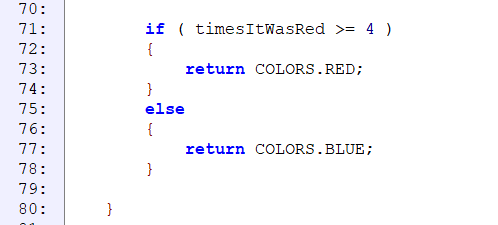 70:
71:        if ( timesItWasRed >= 4 )
72:        {
73:            return COLORS.RED;
74:        }
75:        else
76:        {
77:            return COLORS.BLUE;
78:        }
79:
80:    }